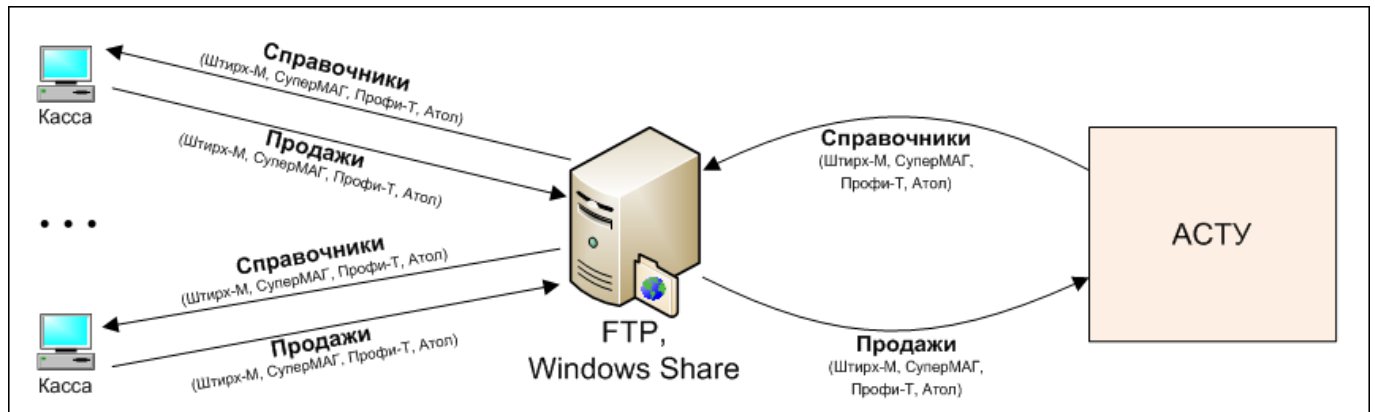 Справочники
(Штирх-М, СуперМАГ, Профи-Т, Атол)
Касса
Продажи
(Штирх-М, СуперМАГ, Профи-Т, Атол)
Справочники
(Штирх-М, СуперМАГ,
Профи-Т, Атол)
АСТУ
• • •
Справочники
(Штирх-М, СуперМАГ, Профи-Т, Атол)
Продажи
(Штирх-М, СуперМАГ, Профи-Т, Атол)
Касса
FTP,
Windows Share
Продажи
(Штирх-М, СуперМАГ,
Профи-Т, Атол)